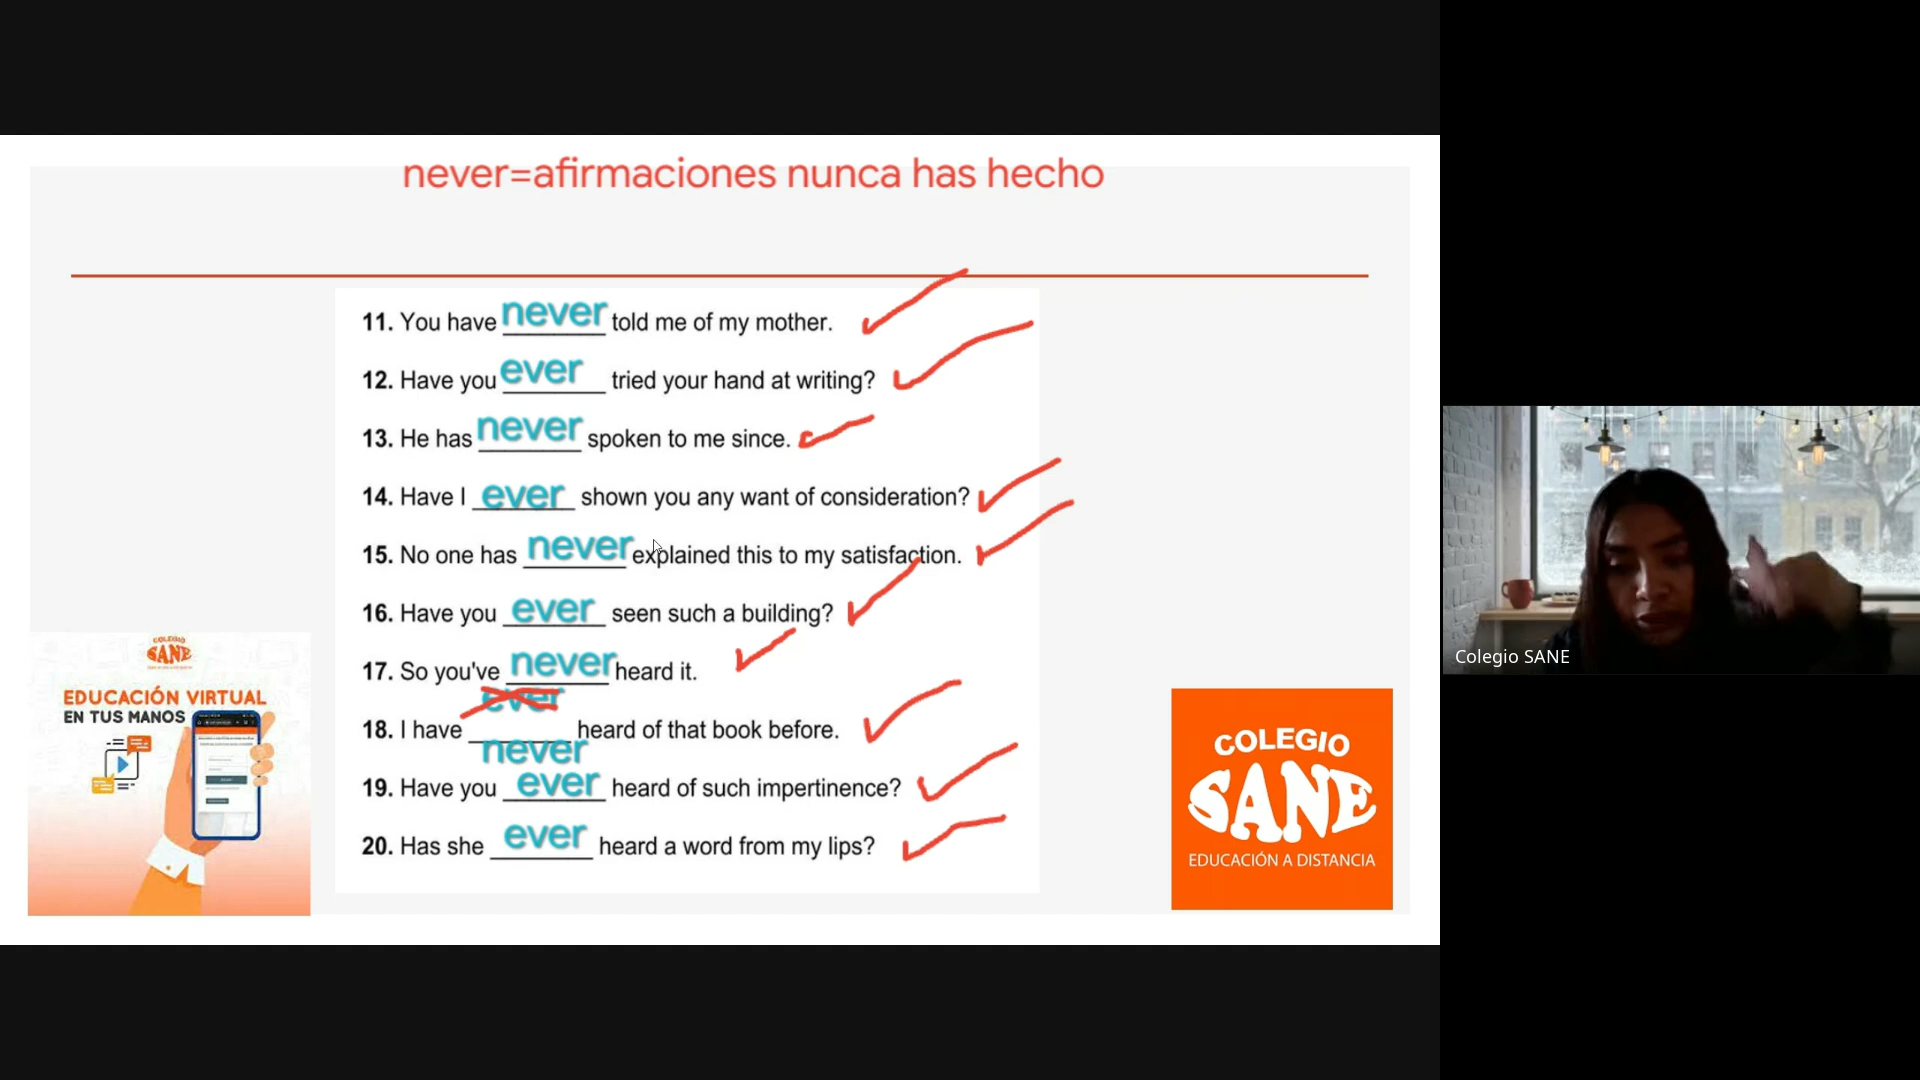 never=afirmaciones nunca has hecho
11. You have never told me of my mother.
12. Have you ever tried your hand at writing?
13. He has never spoken to me since.
14. Have I ever shown you any want of consideration?
15. No one has never explained this to my satisfaction.
16. Have you ever seen such a building?
17. So you've never heard it.
ever
18. I have ________ heard of that book before.
never
19. Have you ever heard of such impertinence?
20. Has she ever heard a word from my lips?
COLEGIO
SANE
EDUCACIÓN VIRTUAL
EN TUS MANOS
COLEGIO
SANE
EDUCACIÓN A DISTANCIA
Colegio SANE